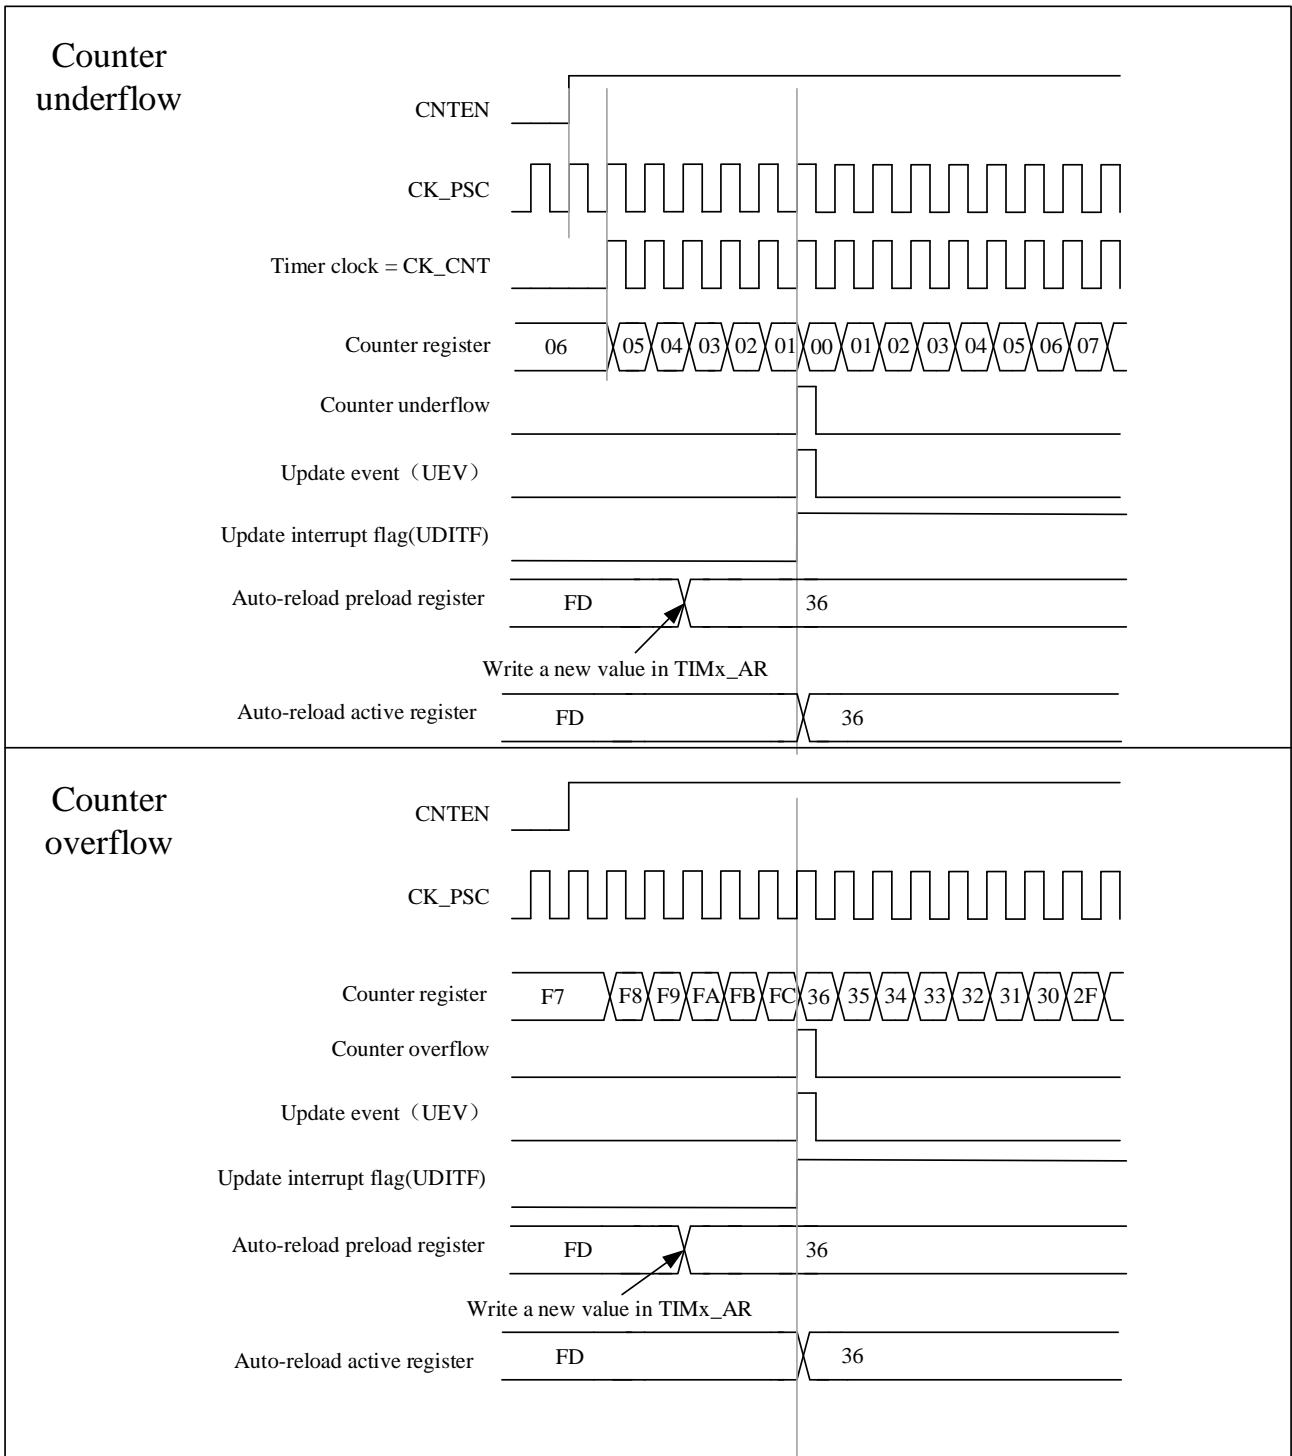 Counter
underflow
CNTEN
CK_PSC
Timer clock = CK_CNT
Counter register 06 05 04 03 02 01 00 01 02 03 04 05 06 07
Counter underflow
Update event（UEV）
Update interrupt flag(UDITF)
Auto-reload preload register FD 36
Write a new value in TIMx_AR
Auto-reload active register FD 36
Counter
overflow
CNTEN
CK_PSC
Counter register F7 F8 F9 FA FB FC 36 35 34 33 32 31 30 2F
Counter overflow
Update event（UEV）
Update interrupt flag(UDITF)
Auto-reload preload register FD 36
Write a new value in TIMx_AR
Auto-reload active register FD 36